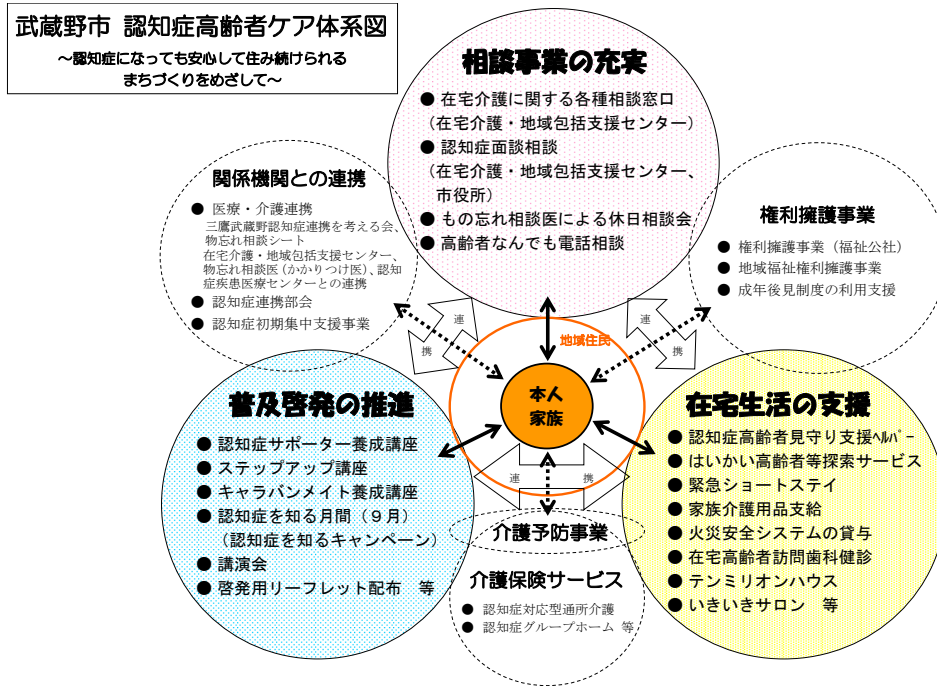 武蔵野市 認知症高齢者ケア体系図
～認知症になっても安心して住み続けられる
まちづくりをめざして～
相談事業の充実
● 在宅介護に関する各種相談窓口
（在宅介護・地域包括支援センター）
● 認知症面談相談
（在宅介護・地域包括支援センター、
市役所）
● もの忘れ相談医による休日相談会
● 高齢者なんでも電話相談
関係機関との連携
● 医療・介護連携
三鷹武蔵野認知症連携を考える会、
物忘れ相談シート
在宅介護・地域包括支援センター、
物忘れ相談医（かかりつけ医）、認知
症疾患医療センターとの連携
● 認知症連携部会
● 認知症初期集中支援事業
権利擁護事業
● 権利擁護事業（福祉公社）
● 地域福祉権利擁護事業
● 成年後見制度の利用支援
連
携
連
携
地域住民
本人
家族
連
携
普及啓発の推進
● 認知症サポーター養成講座
● ステップアップ講座
● キャラバンメイト養成講座
● 認知症を知る月間（９月）
（認知症を知るキャンペーン）
● 講演会
● 啓発用リーフレット配布　等
在宅生活の支援
● 認知症高齢者見守り支援ﾍﾙﾊﾟｰ
● はいかい高齢者等探索サービス
● 緊急ショートステイ
● 家族介護用品支給
● 火災安全システムの貸与
● 在宅高齢者訪問歯科健診
● テンミリオンハウス
● いきいきサロン　等
介護予防事業
介護保険サービス
● 認知症対応型通所介護
● 認知症グループホーム 等